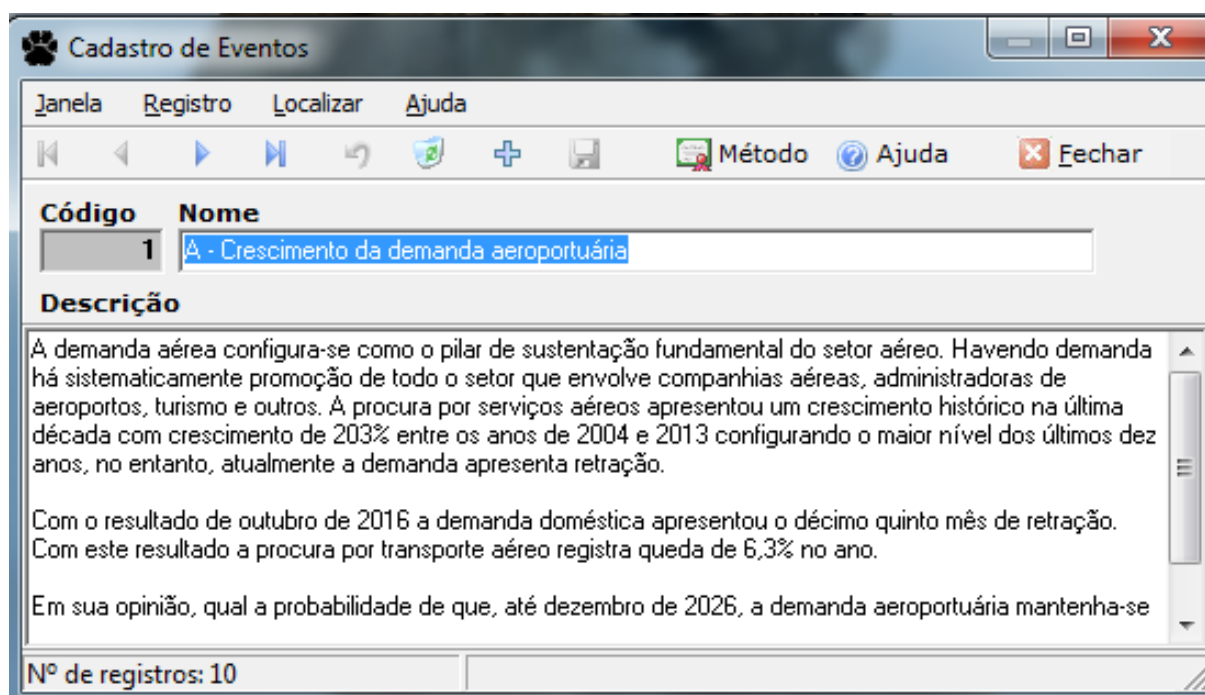 Cadastro de Eventos
Janela Registro Localizar Ajuda
Método Ajuda Fechar
Código Nome
1 A - Crescimento da demanda aeroportuária
Descrição
A demanda aérea configura-se como o pilar de sustentação fundamental do setor aéreo. Havendo demanda
há sistematicamente promoção de todo o setor que envolve companhias aéreas, administradoras de
aeroportos, turismo e outros. A procura por serviços aéreos apresentou um crescimento histórico na última
década com crescimento de 203% entre os anos de 2004 e 2013 configurando o maior nível dos últimos dez
anos, no entanto, atualmente a demanda apresenta retração.
Com o resultado de outubro de 2016 a demanda doméstica apresentou o décimo quinto mês de retração.
Com este resultado a procura por transporte aéreo registra queda de 6,3% no ano.
Em sua opinião, qual a probabilidade de que, até dezembro de 2026, a demanda aeroportuária mantenha-se
Nº de registros: 10